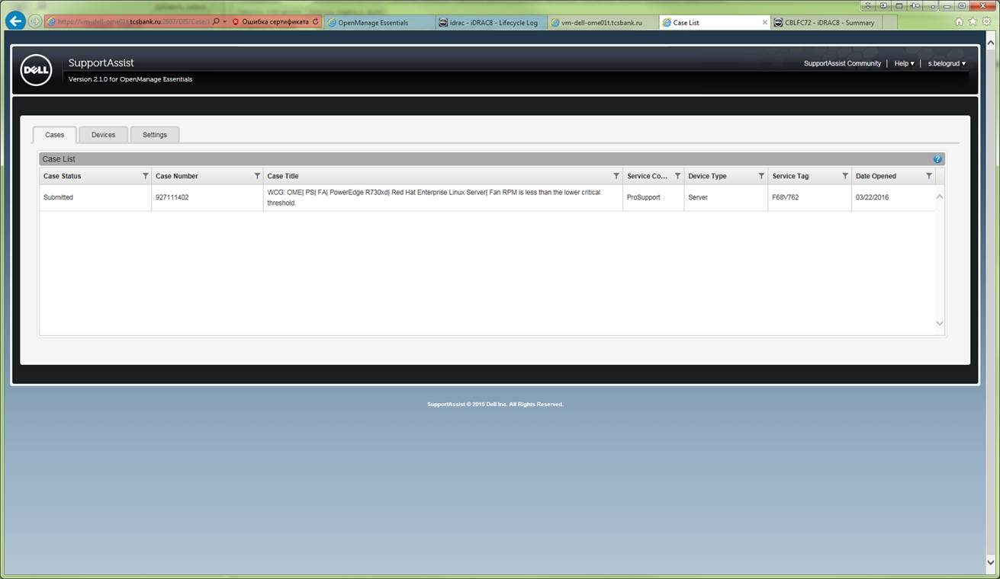 https://vm-dell-ome01t.tcsbank.ru:2607/DIS/Case/ Ошибка сертификата
OpenManage Essentials
idrac - iDRAC8 - Lifecycle Log
vm-dell-ome01t.tcsbank.ru
Case List
CBLFC72 - iDRAC8 - Summary
DELL
SupportAssist
Version 2.1.0 for OpenManage Essentials
SupportAssist Community | Help | s.belogrud
Cases Devices Settings
Case List
Case Status Case Number Case Title Service Co... Device Type Service Tag Date Opened
Submitted 927111402 WCG: OME| PS| FA| PowerEdge R730xd| Red Hat Enterprise Linux Server| Fan RPM is less than the lower critical
threshold. ProSupport Server F68V762 03/22/2016
SupportAssist © 2015 Dell Inc. All Rights Reserved.